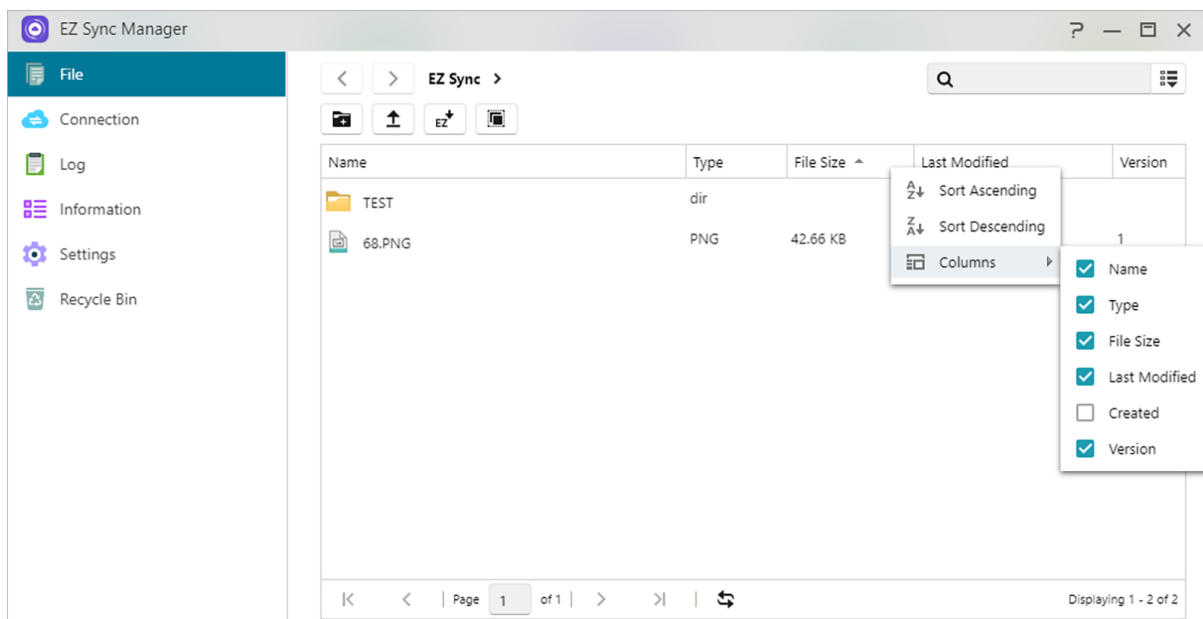 EZ Sync Manager
File
Connection
Log
Information
Settings
Recycle Bin
EZ Sync
EZ
Name Type File Size Last Modified Version
TEST dir
68.PNG PNG 42.66 KB 1
Sort Ascending
Sort Descending
Columns
Name
Type
File Size
Last Modified
Created
Version
Page 1 of 1
Displaying 1 - 2 of 2